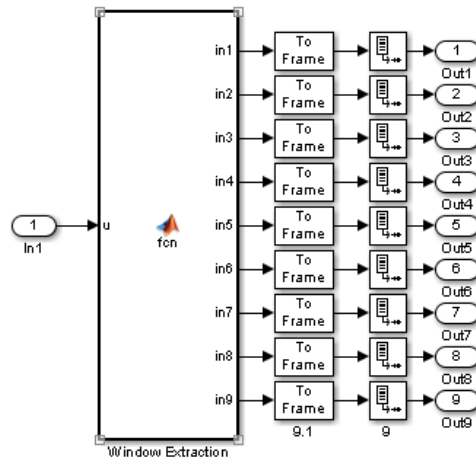 in1
To
Frame
1
Out1
in2
To
Frame
2
Out2
in3
To
Frame
3
Out3
in4
To
Frame
4
Out4
1
In1
u
fcn
in5
To
Frame
5
Out5
in6
To
Frame
6
Out6
in7
To
Frame
7
Out7
in8
To
Frame
8
Out8
in9
To
Frame
9
Out9
9.1
9
Window Extraction